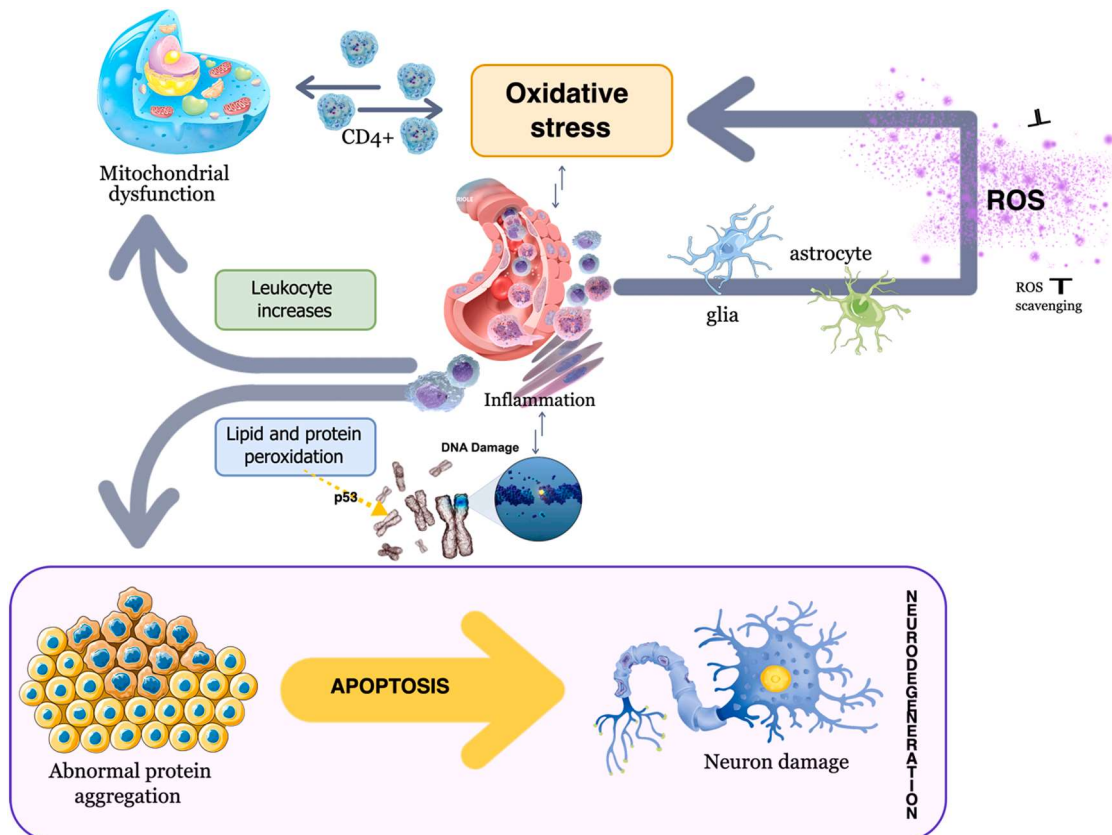 Oxidative
stress
CD4+
Mitochondrial
dysfunction
ROS
astrocyte
glia
ROS
scavenging
Leukocyte
increases
Inflammation
Lipid and protein
peroxidation
DNA Damage
p53
NEURODEGENERATION
APOPTOSIS
Abnormal protein
aggregation
Neuron damage